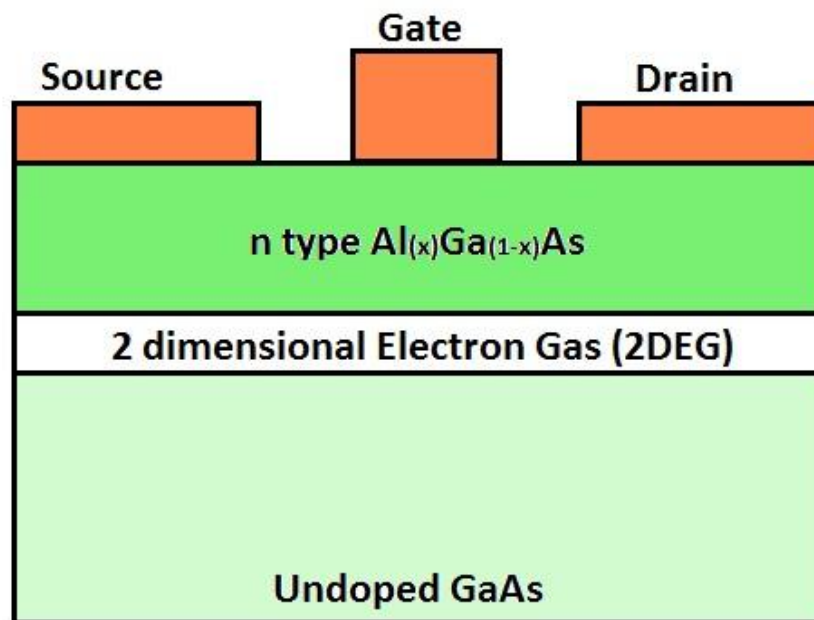 Gate
Source
Drain
n type Al(x)Ga(1-x)As
2 dimensional Electron Gas (2DEG)
Undoped GaAs